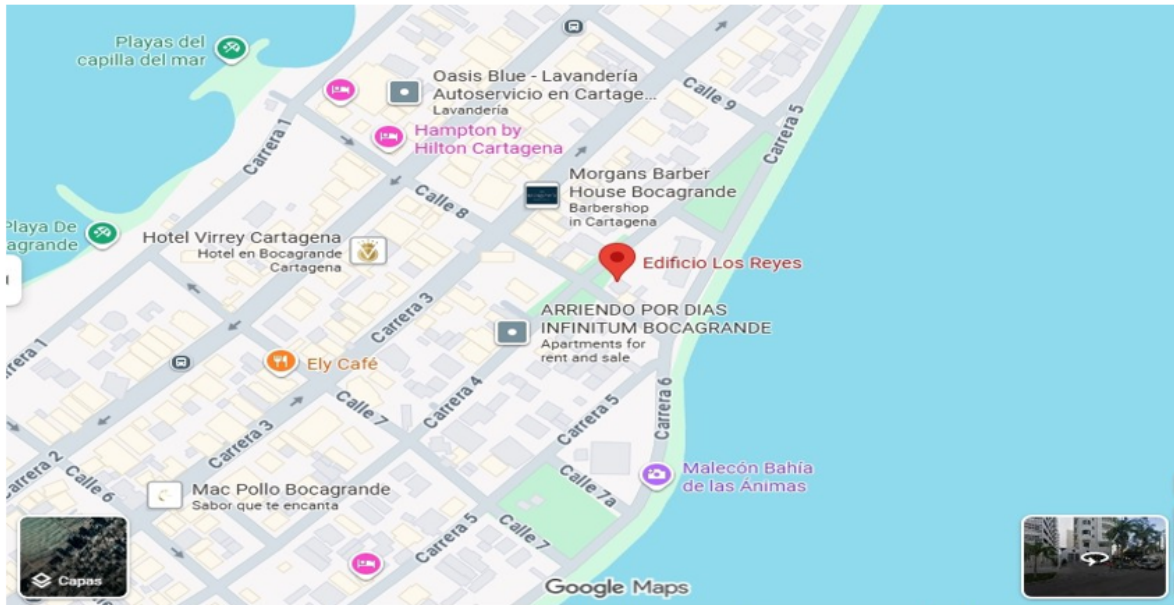 Playas del
capilla del mar
Oasis Blue - Lavandería
Autoservicio en Cartage...
Lavandería
Calle 9
Carrera 5
Carrera 1
Hampton by
Hilton Cartagena
Morgans Barber
House Bocagrande
Barbershop
in Cartagena
Calle 8
Playa De
agrande
Hotel Virrey Cartagena
Hotel en Bocagrande
Cartagena
Edificio Los Reyes
ARRIENDO POR DIAS
INFINITUM BOCAGRANDE
Apartments for
rent and sale
Carrera 3
Carrera 1
Ely Café
Calle 7
Carrera 4
Carrera 5
Carrera 6
Carrera 3
Carrera 2
Calle 6
Mac Pollo Bocagrande
Sabor que te encanta
Calle 7a
Malecón Bahía
de las Ánimas
Carrera 5
Calle 7
Capas
Google Maps